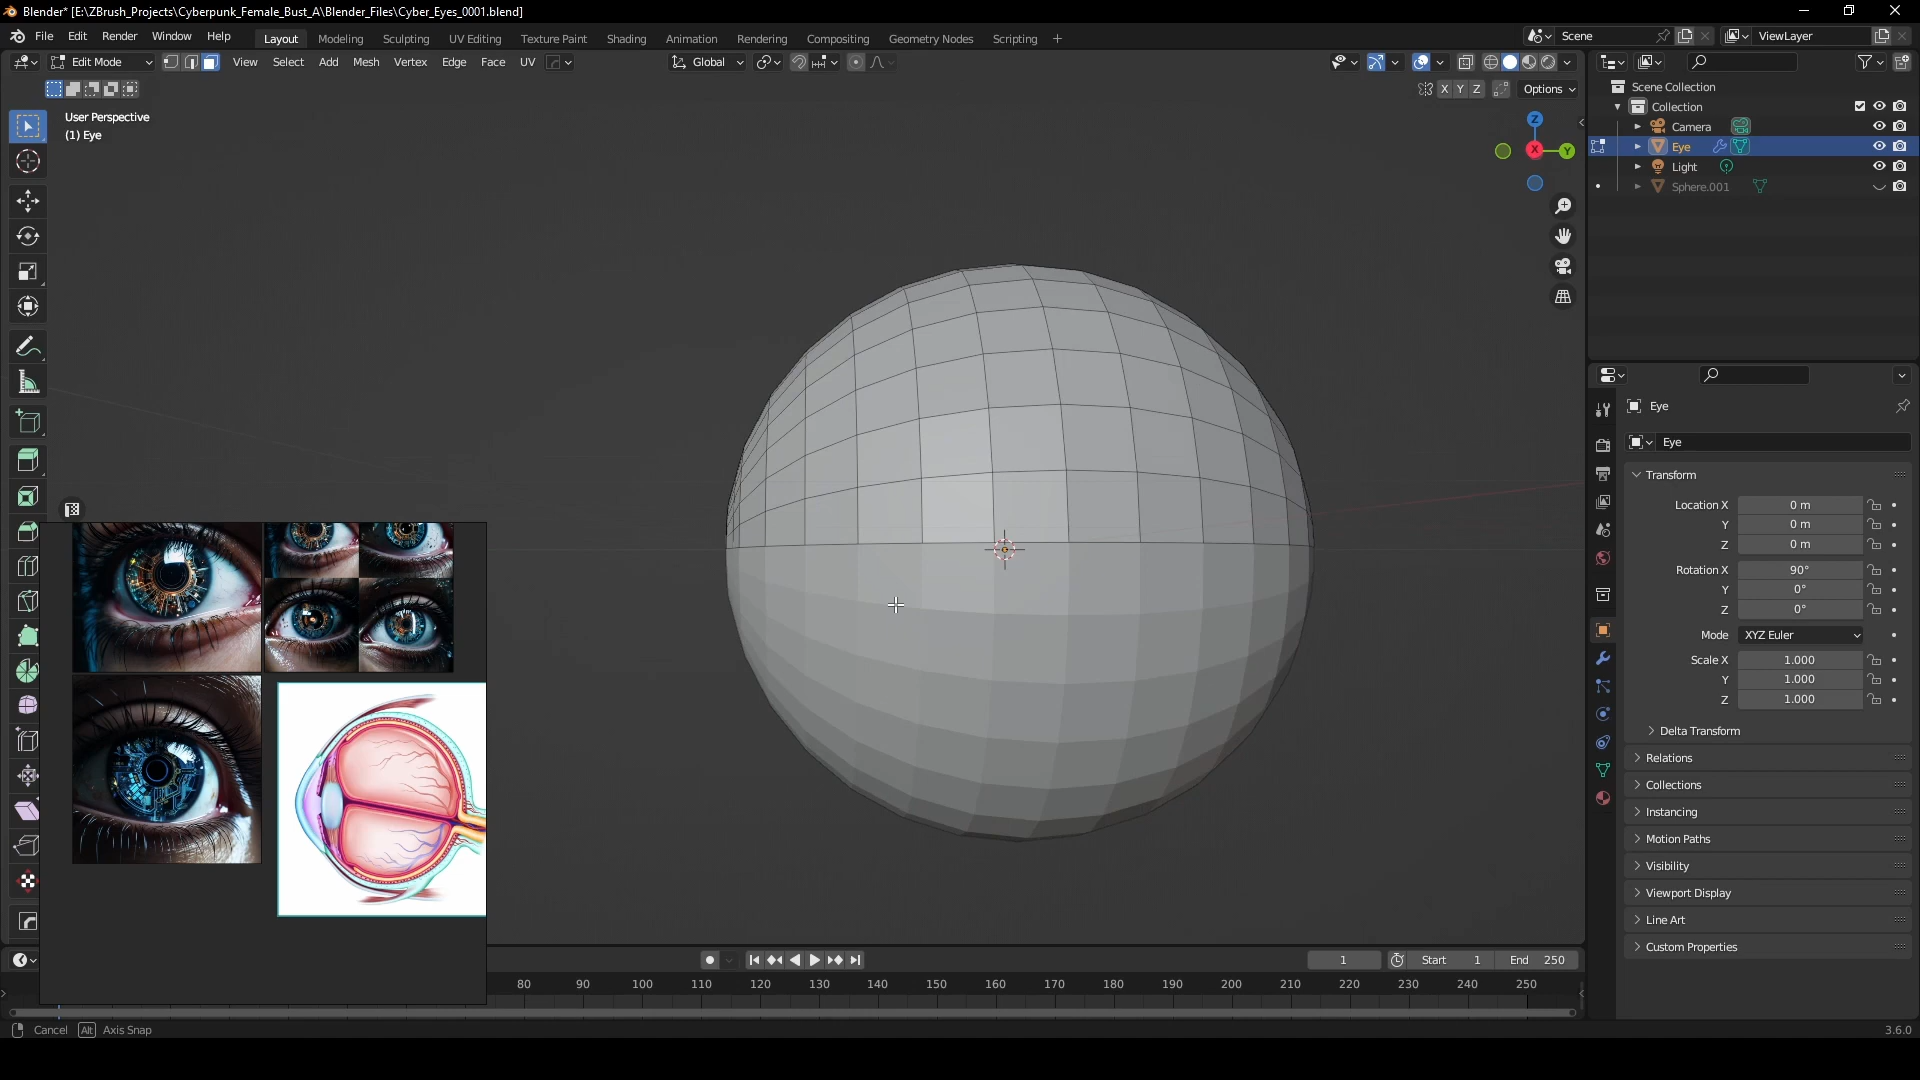 Blender* [E:\ZBrush_Projects\Cyberpunk_Female_Bust_A\Blender_Files\Cyber_Eyes_0001.blend]
File Edit Render Window Help Layout Modeling Sculpting UV Editing Texture Paint Shading Animation Rendering Compositing Geometry Nodes Scripting + Scene ViewLayer
Edit Mode View Select Add Mesh Vertex Edge Face UV Global
X Y Z Options
User Perspective
(1) Eye
Z
X
Y
Scene Collection
Collection
Camera
Eye
Light
Sphere.001
Eye
Eye
Transform
Location X 0 m
Y 0 m
Z 0 m
Rotation X 90°
Y 0°
Z 0°
Mode XYZ Euler
Scale X 1.000
Y 1.000
Z 1.000
Delta Transform
Relations
Collections
Instancing
Motion Paths
Visibility
Viewport Display
Line Art
Custom Properties
1 Start 1 End 250
80 90 100 110 120 130 140 150 160 170 180 190 200 210 220 230 240 250
Cancel Alt Axis Snap 3.6.0